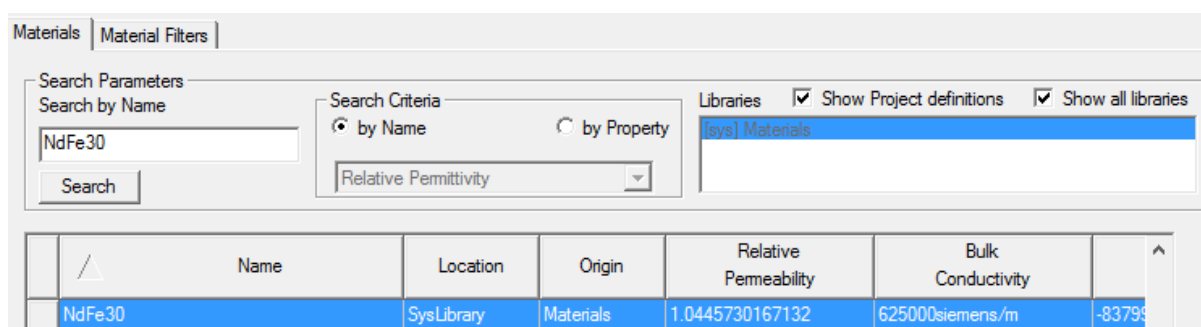 Materials Material Filters
Search Parameters
Search by Name
NdFe30
Search
Search Criteria
by Name by Property
Relative Permittivity
Libraries Show Project definitions Show all libraries
[sys] Materials
Name Location Origin Relative Permeability Bulk Conductivity
NdFe30 SysLibrary Materials 1.0445730167132 625000siemens/m -83799